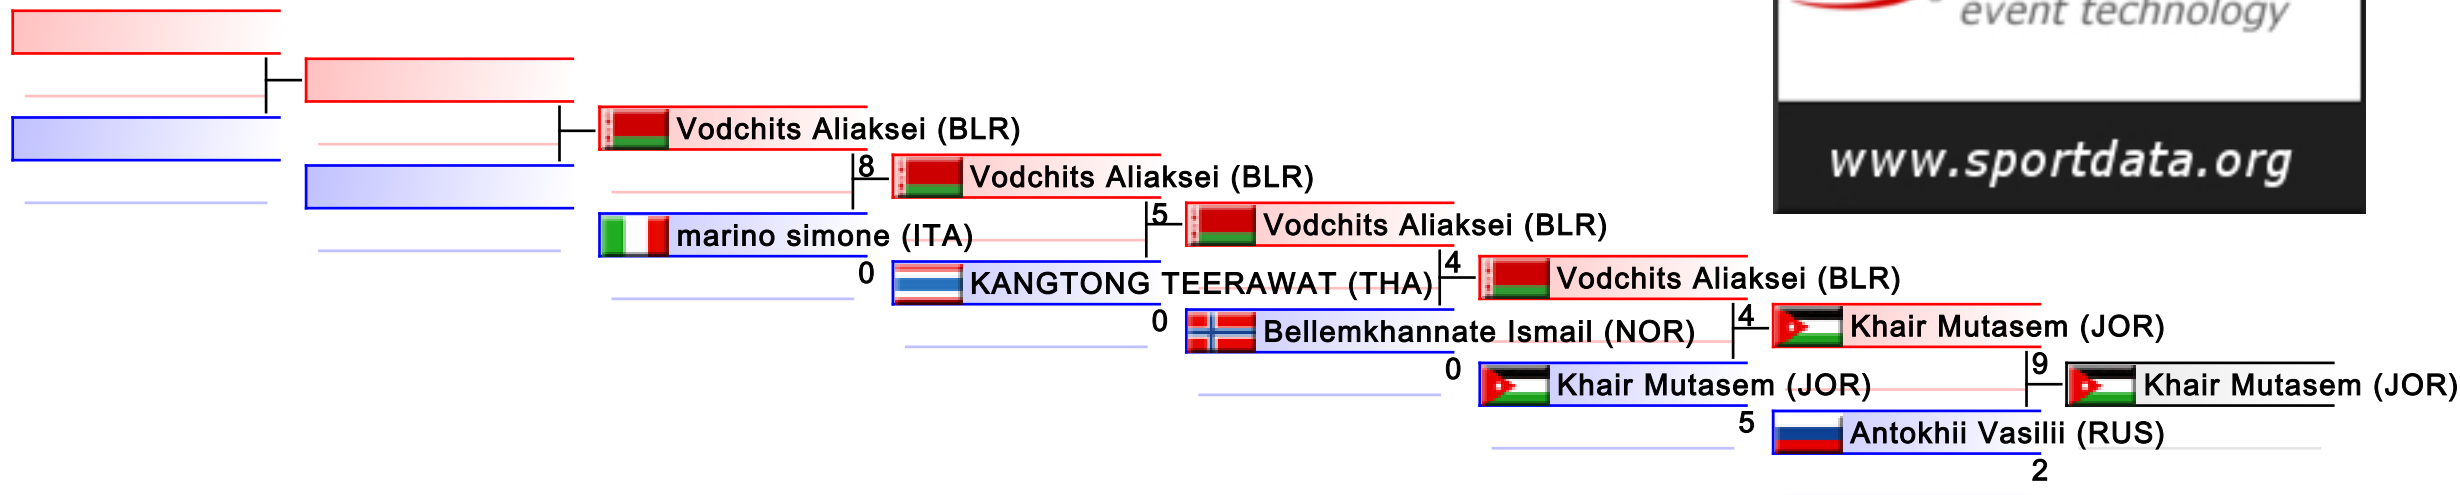 event technology
www.sportdata.org
Vodchits Aliaksei (BLR)
8
marino simone (ITA)
0
Vodchits Aliaksei (BLR)
5
KANGTONG TEERAWAT (THA)
0
Vodchits Aliaksei (BLR)
4
Bellemkhannate Ismail (NOR)
0
Vodchits Aliaksei (BLR)
4
Khair Mutasem (JOR)
5
Khair Mutasem (JOR)
9
Antokhii Vasilii (RUS)
2
Khair Mutasem (JOR)